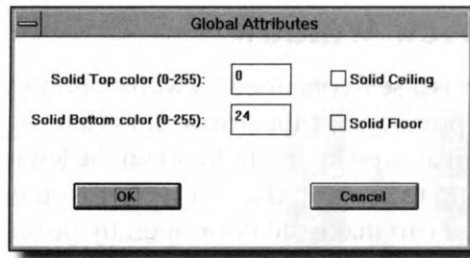 Global Attributes
Solid Top color (0-255): 0 Solid Ceiling
Solid Bottom color (0-255): 24 Solid Floor
OK Cancel